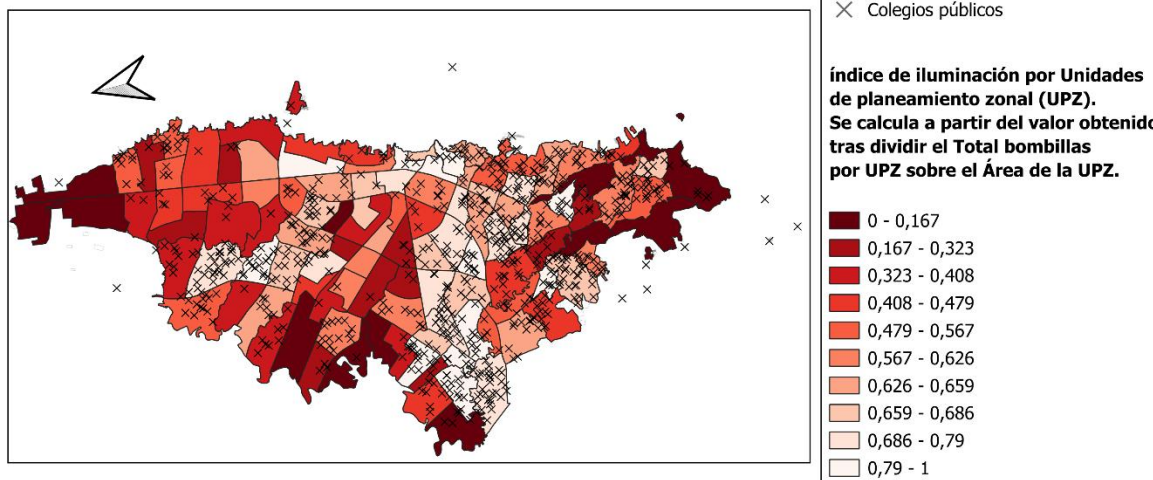 Colegios públicos
índice de iluminación por Unidades
de planeamiento zonal (UPZ).
Se calcula a partir del valor obtenido
tras dividir el Total bombillas
por UPZ sobre el Área de la UPZ.
0 - 0,167
0,167 - 0,323
0,323 - 0,408
0,408 - 0,479
0,479 - 0,567
0,567 - 0,626
0,626 - 0,659
0,659 - 0,686
0,686 - 0,79
0,79 - 1